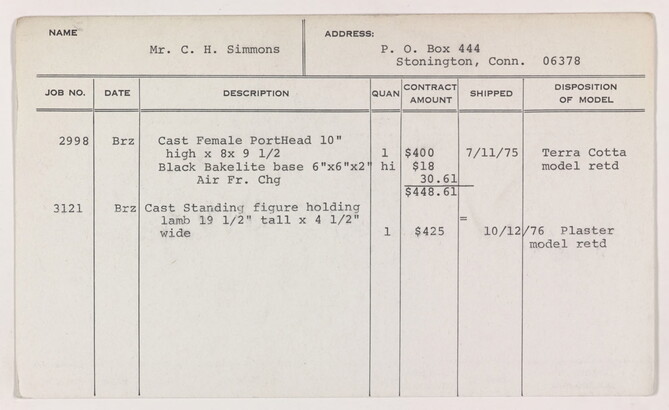 NAME
Mr. C. H. Simmons
ADDRESS:
P. O. Box 444
Stonington, Conn. 06378
JOB NO. DATE DESCRIPTION QUAN CONTRACT AMOUNT SHIPPED DISPOSITION OF MODEL
2998 Brz Cast Female PortHead 10"
high x 8x 9 1/2 1 $400 7/11/75 Terra Cotta
Black Bakelite base 6"x6"x2" hi $18 model retd
Air Fr. Chg 30.61
$448.61
3121 Brz Cast Standing figure holding
lamb 19 1/2" tall x 4 1/2" =
wide 1 $425 10/12/76 Plaster
model retd